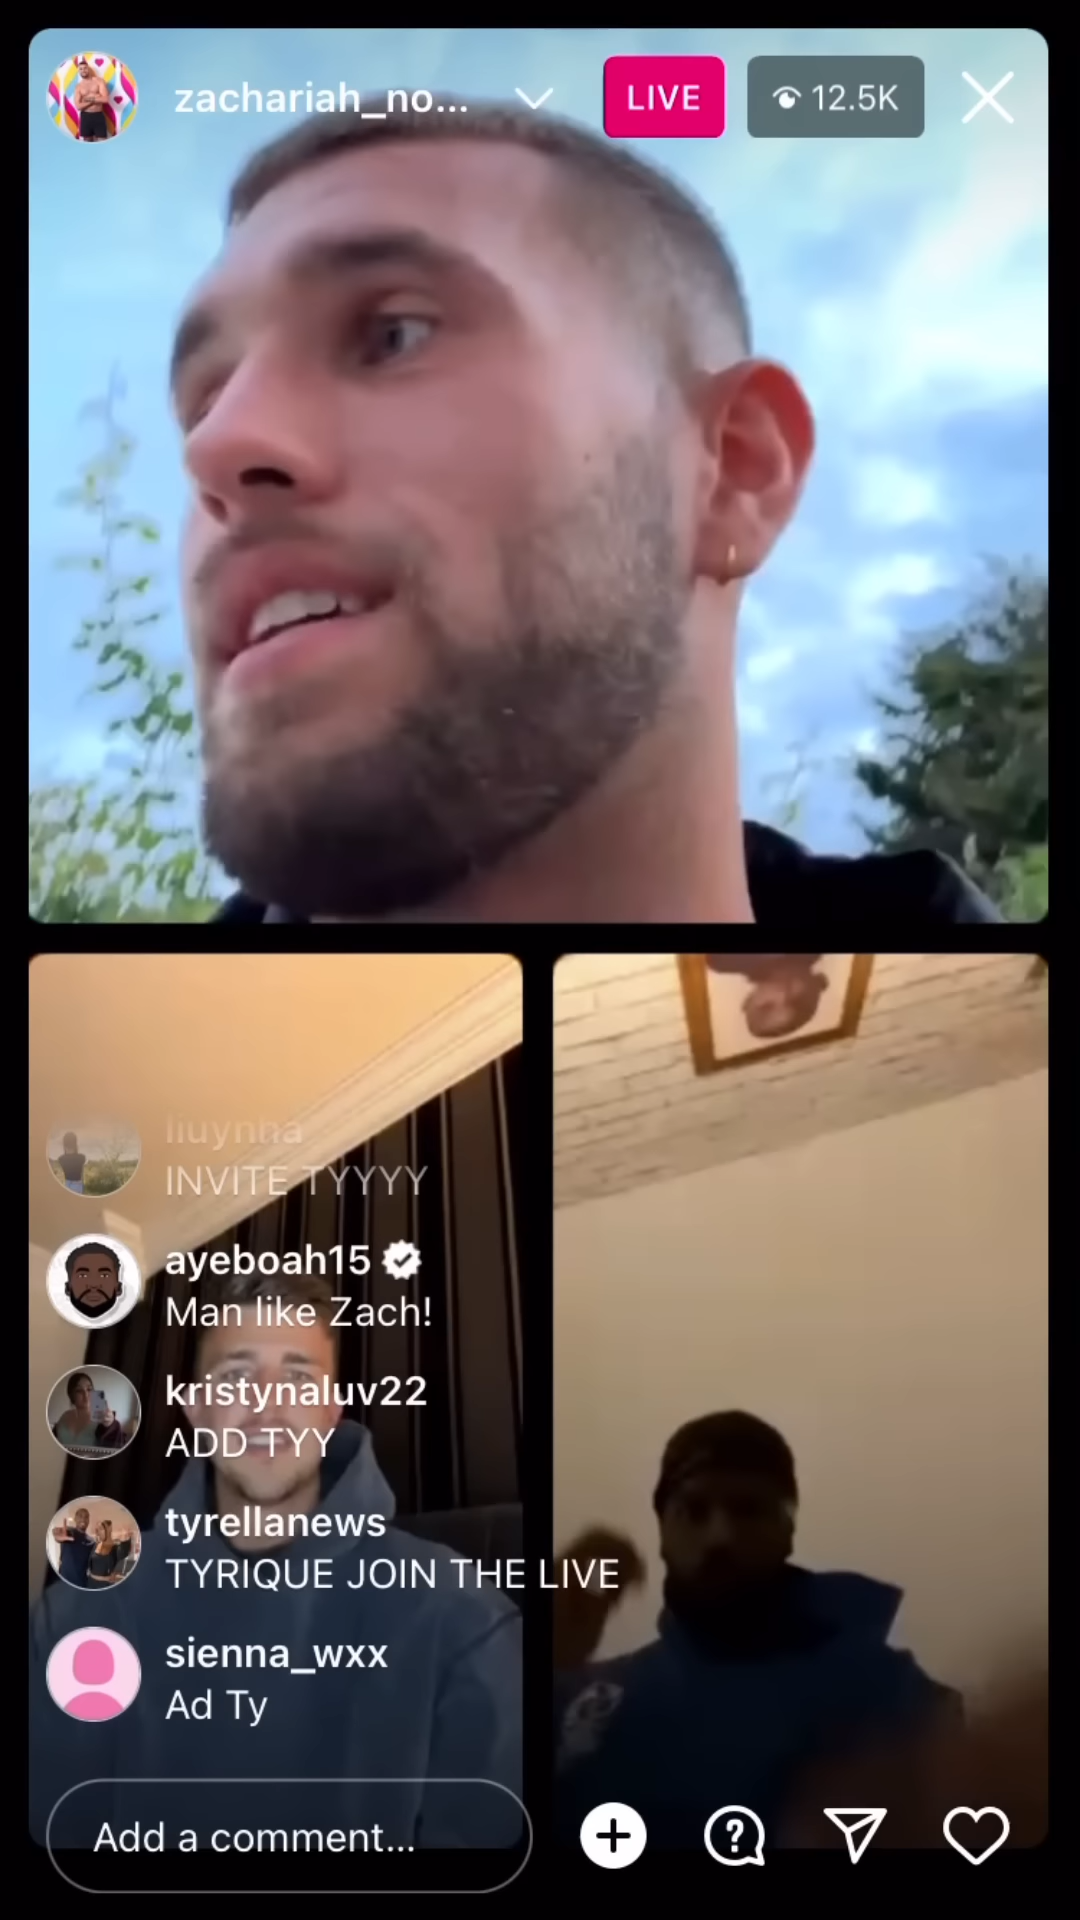 zachariah_no...
LIVE
12.5K
liuynha
INVITE TYYYY
ayeboah15
Man like Zach!
kristynaluv22
ADD TYY
tyrellanews
TYRIQUE JOIN THE LIVE
sienna_wxx
Ad Ty
Add a comment...